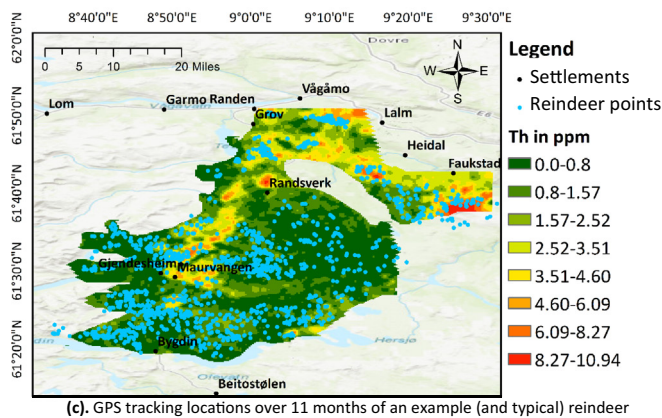 8°40'0"E 8°50'0"E 9°0'0"E 9°10'0"E 9°20'0"E 9°30'0"E
62°0'0"N
61°50'0"N
61°40'0"N
61°30'0"N
61°20'0"N
0 5 10 20 Miles
Dovre
N
W E
S
Vågåmo
Lom
Garmo
Randen
Vågåvatn
Grov
Lalm
Heidal
Faukstad
Randsverk
Gjendesheim
Maurvangen
Bygdin
Hersjø
Olevatn
Beitostølen
Legend
Settlements
Reindeer points
Th in ppm
0.0-0.8
0.8-1.57
1.57-2.52
2.52-3.51
3.51-4.60
4.60-6.09
6.09-8.27
8.27-10.94
(c). GPS tracking locations over 11 months of an example (and typical) reindeer